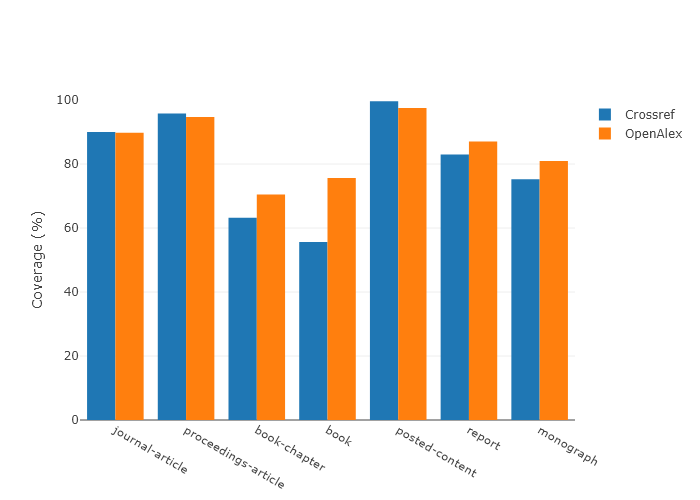 100
80
60
40
20
0
Coverage (%)
journal-article
proceedings-article
book-chapter
book
posted-content
report
monograph
Crossref
OpenAlex